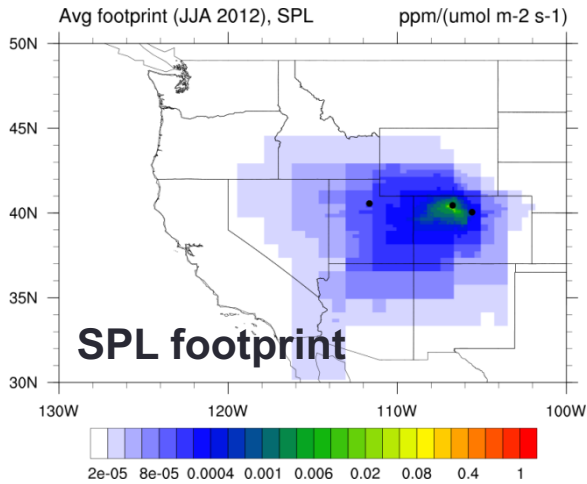 Avg footprint (JJA 2012), SPL ppm/(umol m-2 s-1)
50N
45N
40N
35N
SPL footprint
30N
130W 120W 110W 100W
2e-05 8e-05 0.0004 0.001 0.006 0.02 0.08 0.4 1